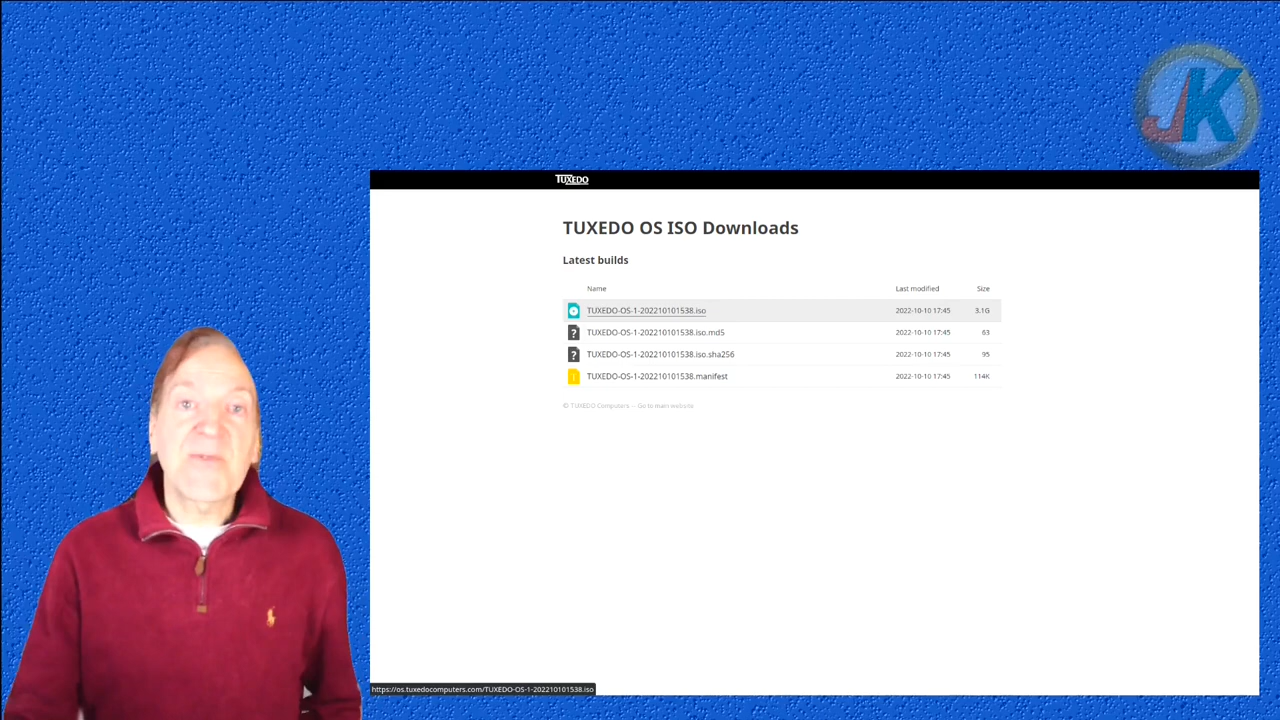 JK
TUXEDO
TUXEDO OS ISO Downloads
Latest builds
Name Last modified Size
TUXEDO-OS-1-202210101538.iso 2022-10-10 17:45 3.1G
TUXEDO-OS-1-202210101538.iso.md5 2022-10-10 17:45 63
TUXEDO-OS-1-202210101538.iso.sha256 2022-10-10 17:45 95
TUXEDO-OS-1-202210101538.manifest 2022-10-10 17:45 114K
© TUXEDO Computers — Go to main website
https://os.tuxedocomputers.com/TUXEDO-OS-1-202210101538.iso